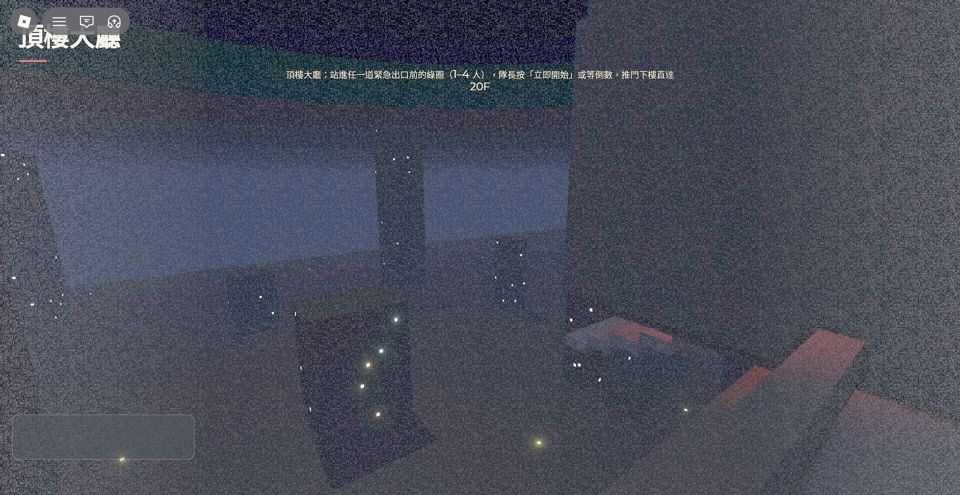 頂樓大廳
頂樓大廳：站進任一道緊急出口前的綠圈（1–4 人），隊長按「立即開始」或等倒數，推門下樓直達
20F